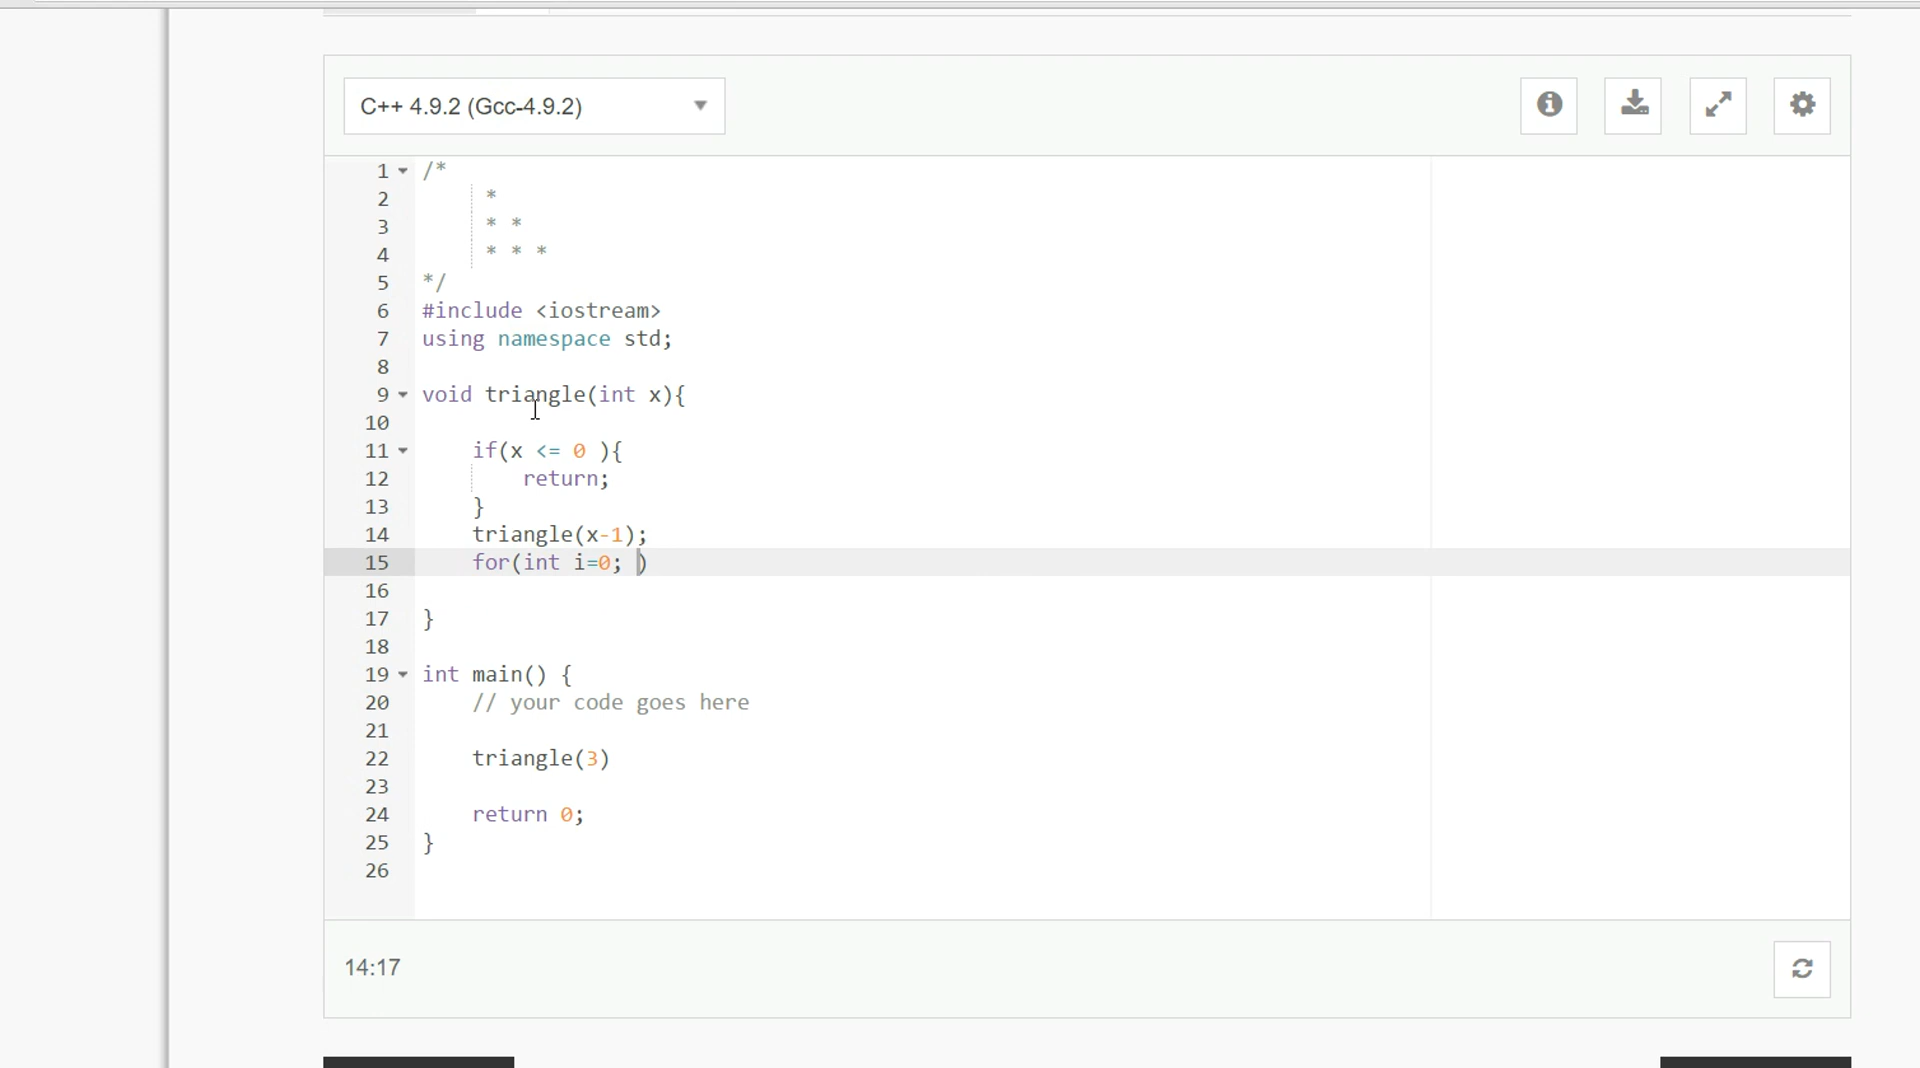 C++ 4.9.2 (Gcc-4.9.2)
1 /*
2     *
3     * *
4     * * *
5 */
6 #include <iostream>
7 using namespace std;
8
9 void triangle(int x){
10
11     if(x <= 0 ){
12         return;
13     }
14     triangle(x-1);
15     for(int i=0; )
16
17 }
18
19 int main() {
20     // your code goes here
21
22     triangle(3)
23
24     return 0;
25 }
26
14:17